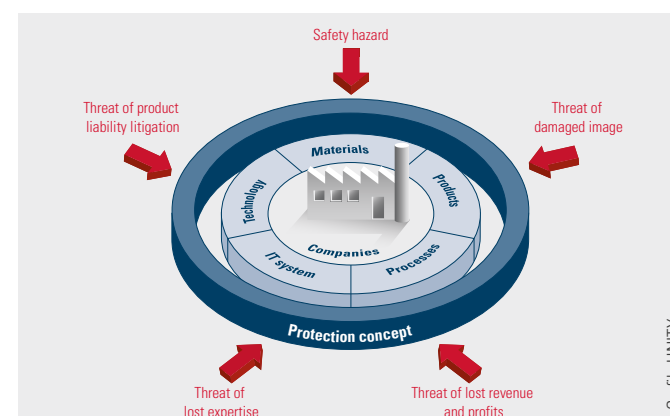 Safety hazard
Threat of product
liability litigation
Threat of
damaged image
Materials
Technology
Products
Companies
IT system
Processes
Protection concept
Threat of
lost expertise
Threat of lost revenue
and profits
UNITY